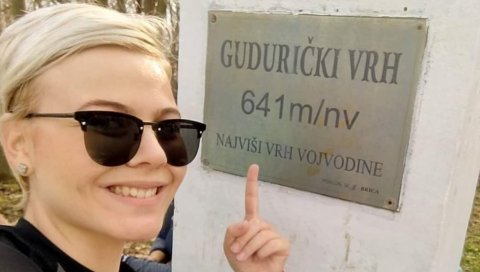 GUDURIČKI VRH
641m/nv
NAJVIŠI VRH VOJVODINE